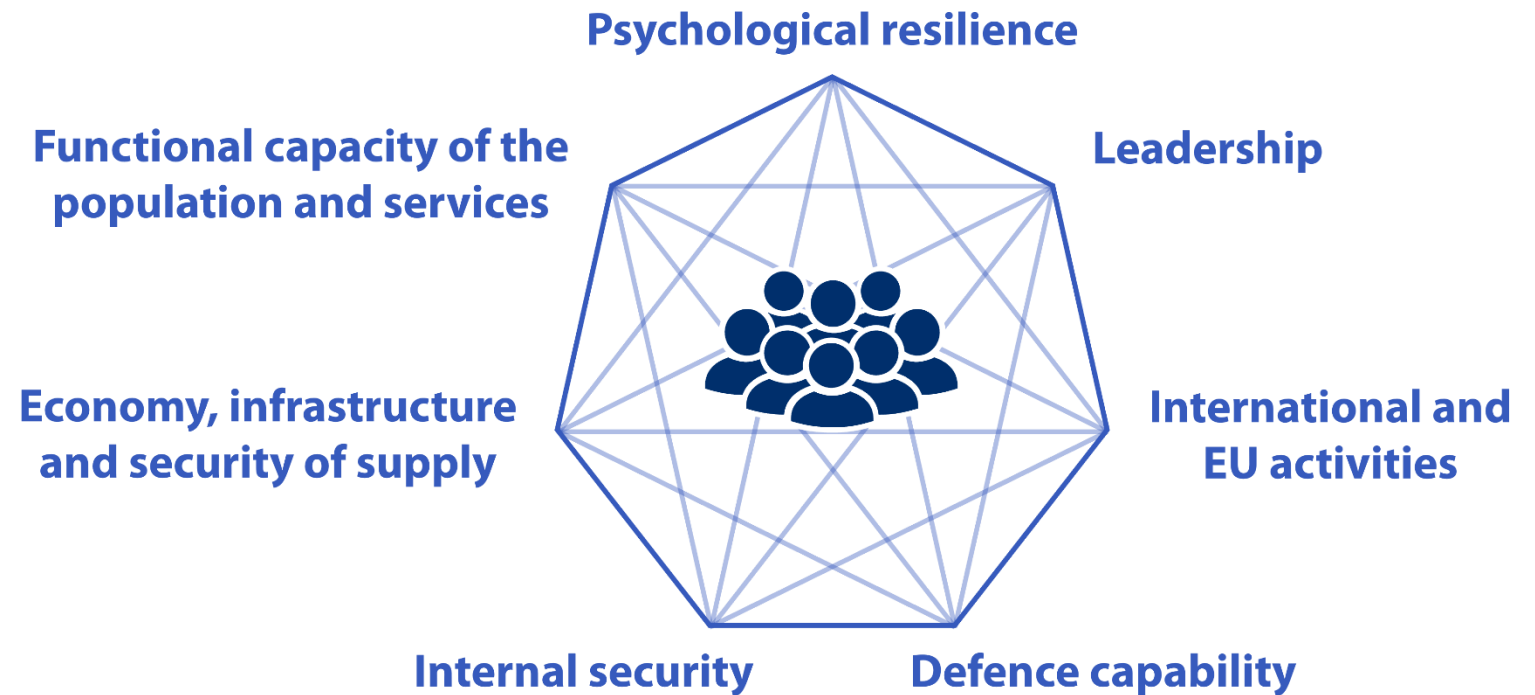 Psychological resilience
Leadership
Functional capacity of the
population and services
Economy, infrastructure
and security of supply
International and
EU activities
Internal security
Defence capability